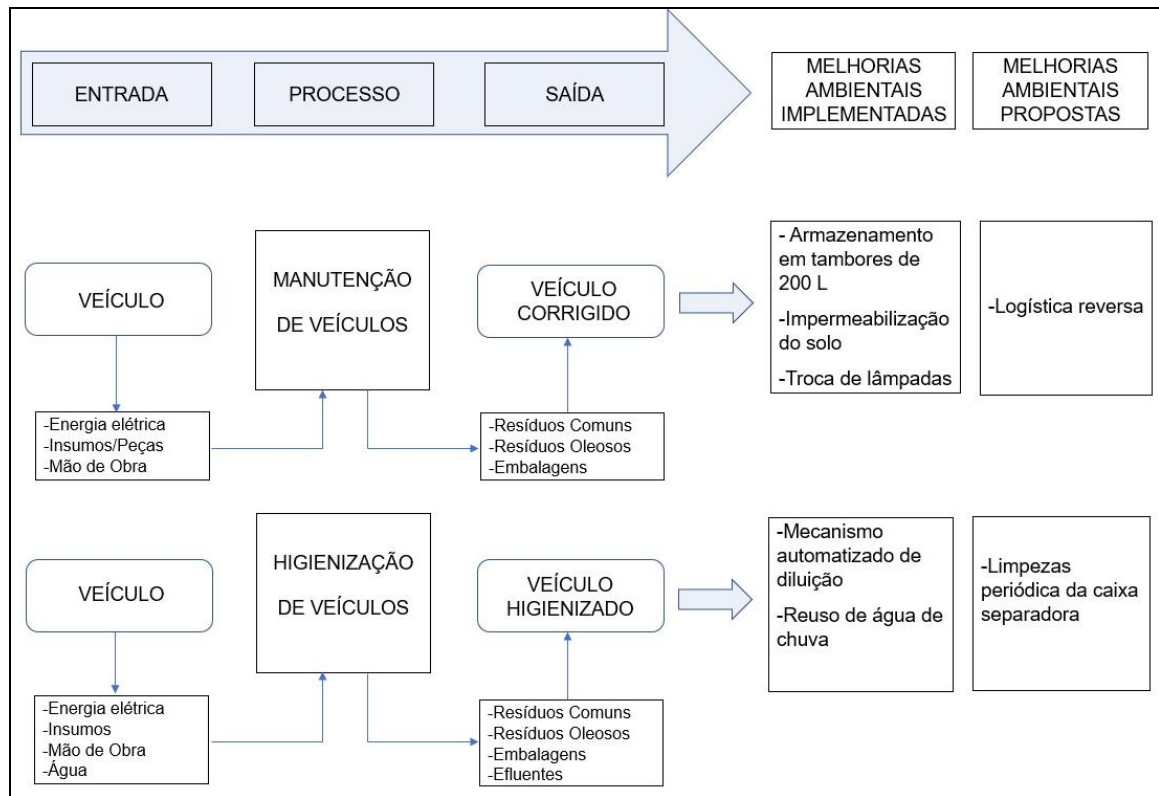 ENTRADA
PROCESSO
SAÍDA
MELHORIAS
AMBIENTAIS
IMPLEMENTADAS
MELHORIAS
AMBIENTAIS
PROPOSTAS
VEÍCULO
-Energia elétrica
-Insumos/Peças
-Mão de Obra
MANUTENÇÃO
DE VEÍCULOS
VEÍCULO
CORRIGIDO
-Resíduos Comuns
-Resíduos Oleosos
-Embalagens
- Armazenamento
em tambores de
200 L
-Impermeabilização
do solo
-Troca de lâmpadas
-Logística reversa
VEÍCULO
-Energia elétrica
-Insumos
-Mão de Obra
-Água
HIGIENIZAÇÃO
DE VEÍCULOS
VEÍCULO
HIGIENIZADO
-Resíduos Comuns
-Resíduos Oleosos
-Embalagens
-Efluentes
-Mecanismo
automatizado de
diluição
-Reuso de água de
chuva
-Limpezas
periódica da caixa
separadora